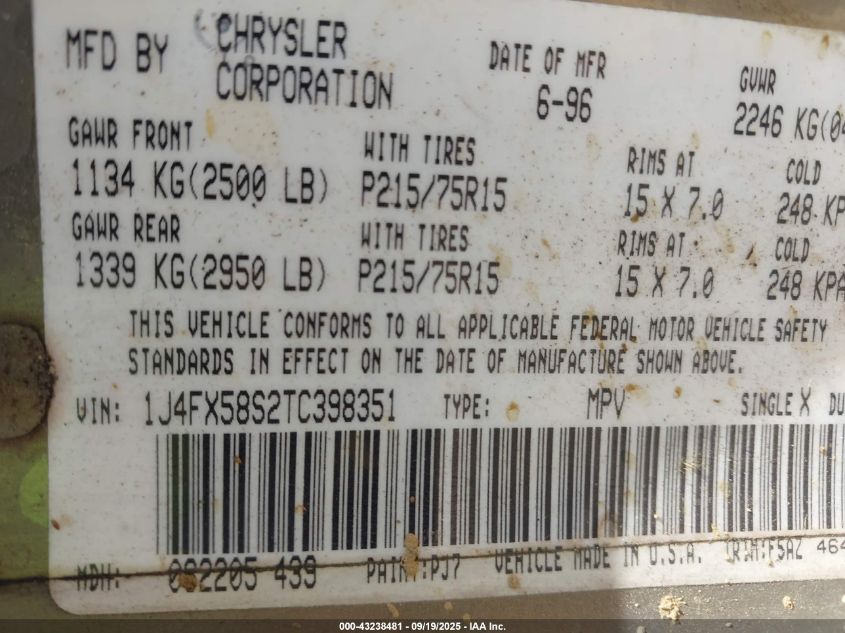 MFD BY CHRYSLER CORPORATION DATE OF MFR 6-96 GVWR 2246 KG(04
GAWR FRONT WITH TIRES RIMS AT COLD
1134 KG(2500 LB) P215/75R15 15 X 7.0 248 KP
GAWR REAR WITH TIRES RIMS AT COLD
1339 KG(2950 LB) P215/75R15 15 X 7.0 248 KPA
THIS VEHICLE CONFORMS TO ALL APPLICABLE FEDERAL MOTOR VEHICLE SAFETY
STANDARDS IN EFFECT ON THE DATE OF MANUFACTURE SHOWN ABOVE.
VIN: 1J4FX58S2TC398351 TYPE: MPV SINGLE X DU
MDH: 062205 439 PAINT:PJ7 VEHICLE MADE IN U.S.A. TRIM:F5AZ 464
000-43238481 - 09/19/2025 - IAA Inc.